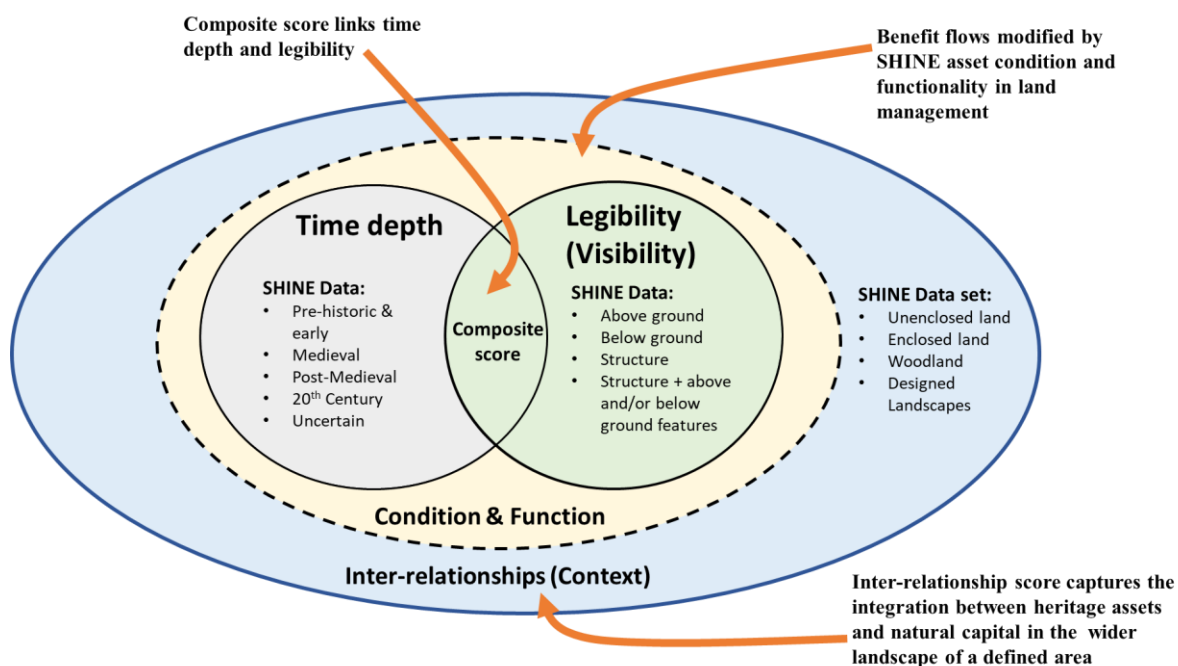 Composite score links time
depth and legibility
Benefit flows modified by
SHINE asset condition and
functionality in land
management
Time depth
SHINE Data:
• Pre-historic &
early
• Medieval
• Post-Medieval
• 20th Century
• Uncertain
Composite
score
Legibility
(Visibility)
SHINE Data:
• Above ground
• Below ground
• Structure
• Structure + above
and/or below
ground features
SHINE Data set:
• Unenclosed land
• Enclosed land
• Woodland
• Designed
Landscapes
Condition & Function
Inter-relationships (Context)
Inter-relationship score captures the
integration between heritage assets
and natural capital in the wider
landscape of a defined area